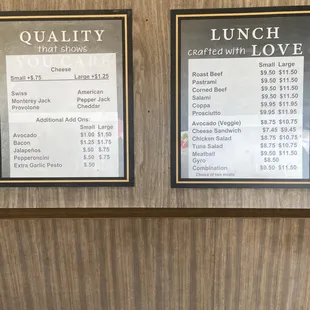 QUALITY
that shows
YOU CARE
Cheese
Small +$.75 Large +$1.25
Swiss American
Monterey Jack Pepper Jack
Provolone Cheddar
Additional Add Ons:
Small Large
Avocado $1.00 $1.50
Bacon $1.25 $1.75
Jalapeños $.50 $.75
Pepperoncini $.50 $.75
Extra Garlic Pesto $.50
LUNCH
Crafted with LOVE
Small Large
Roast Beef $9.50 $11.50
Pastrami $9.50 $11.50
Corned Beef $9.50 $11.50
Salami $9.50 $11.50
Coppa $9.95 $11.95
Prosciutto $9.95 $11.95
Avocado (Veggie) $8.75 $10.75
Cheese Sandwich $7.45 $9.45
Chicken Salad $8.75 $10.75
Tuna Salad $8.75 $10.75
Meatball $9.50 $11.50
Gyro $8.50
Combination $9.50 $11.50
Choice of two meats